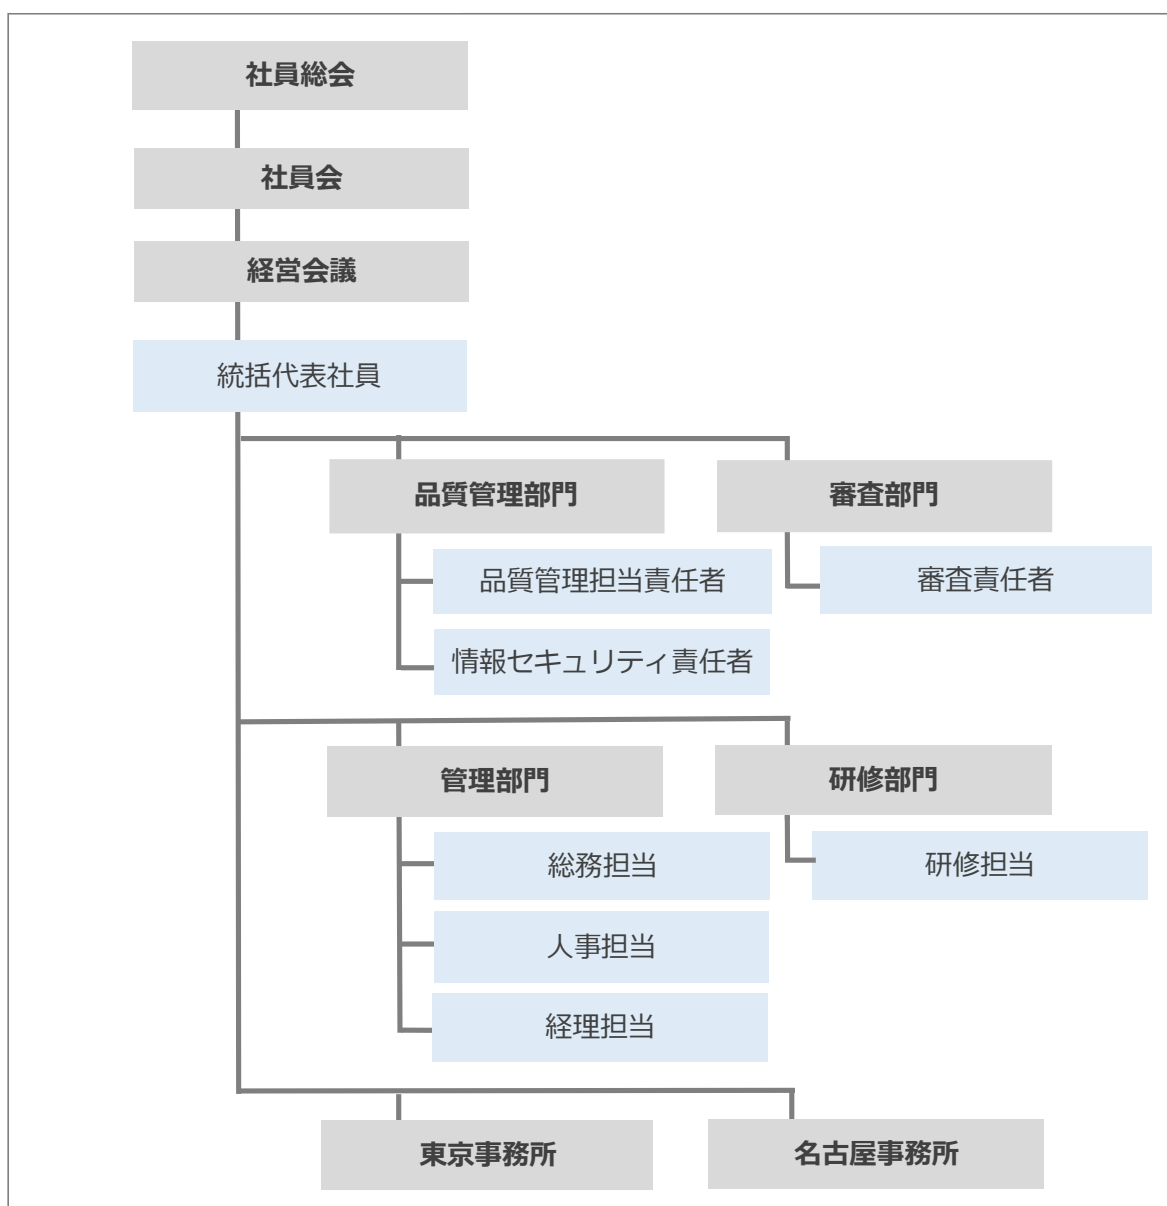 社員総会
社員会
経営会議
統括代表社員
品質管理部門
審査部門
品質管理担当責任者
審査責任者
情報セキュリティ責任者
管理部門
研修部門
総務担当
研修担当
人事担当
経理担当
東京事務所
名古屋事務所